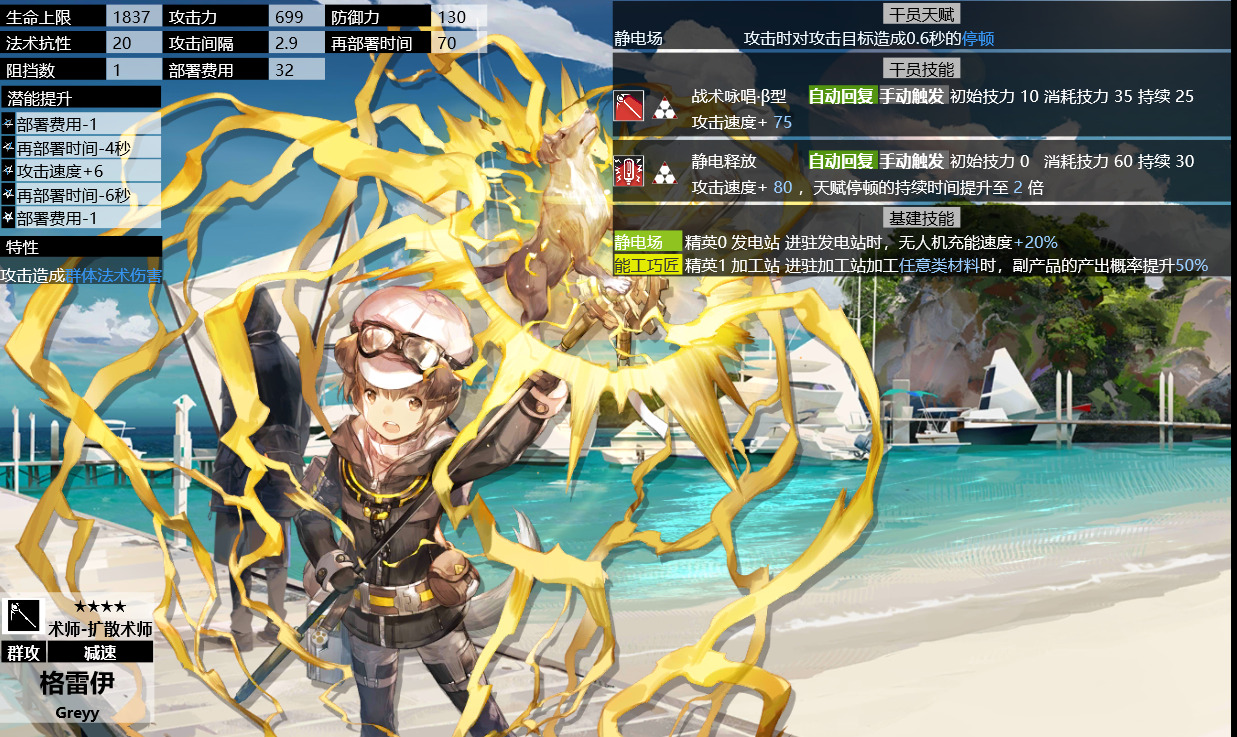 生命上限 1837 攻击力 699 防御力 130
法术抗性 20 攻击间隔 2.9 再部署时间 70
阻挡数 1 部署费用 32
潜能提升
部署费用-1
再部署时间-4秒
攻击速度+6
再部署时间-6秒
部署费用-1
特性
攻击造成群体法术伤害
干员天赋
静电场 攻击时对攻击目标造成0.6秒的停顿
干员技能
战术咏唱·β型 自动回复 手动触发 初始技力 10 消耗技力 35 持续 25
攻击速度+ 75
静电释放 自动回复 手动触发 初始技力 0 消耗技力 60 持续 30
攻击速度+ 80 ，天赋停顿的持续时间提升至 2 倍
基建技能
静电场 精英0 发电站 进驻发电站时，无人机充能速度+20%
能工巧匠 精英1 加工站 进驻加工站加工任意类材料时，副产品的产出概率提升50%
★★★★
术师-扩散术师
群攻 减速
格雷伊
Greyy